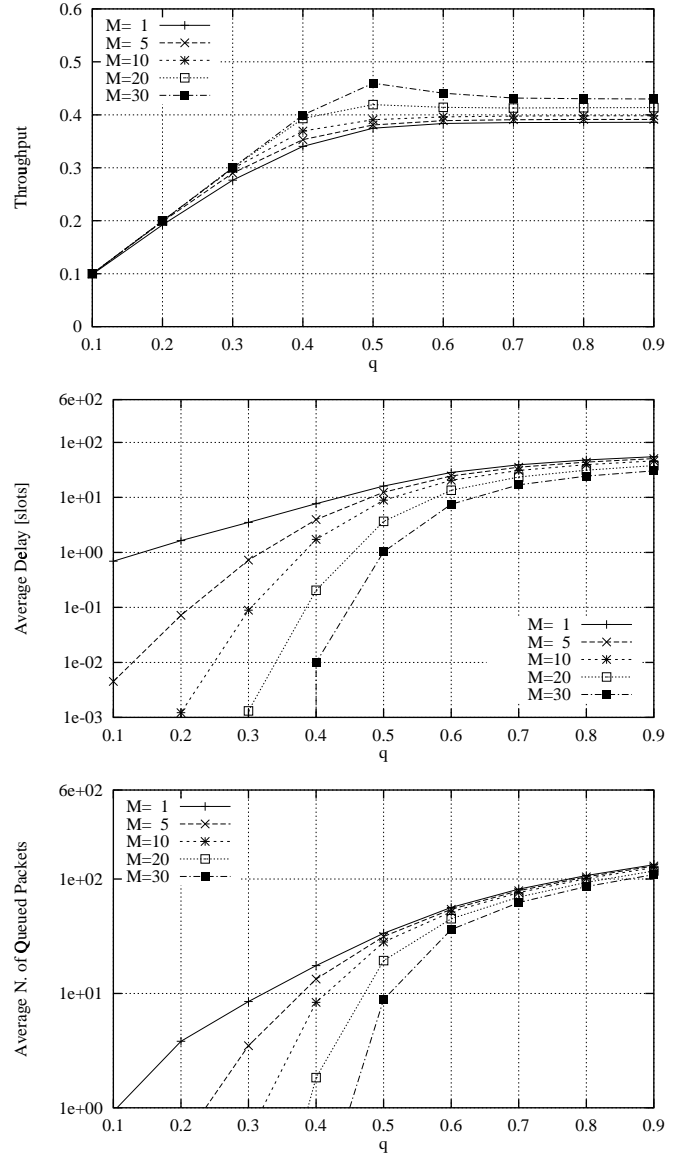 0.6
0.5
0.4
0.3
0.2
0.1
0
Throughput
M= 1
M= 5
M=10
M=20
M=30
0.1 0.2 0.3 0.4 0.5 0.6 0.7 0.8 0.9
q
6e+02
1e+02
1e+01
1e+00
1e-01
1e-02
1e-03
Average Delay [slots]
M= 1
M= 5
M=10
M=20
M=30
0.1 0.2 0.3 0.4 0.5 0.6 0.7 0.8 0.9
q
6e+02
1e+02
1e+01
1e+00
Average N. of Queued Packets
M= 1
M= 5
M=10
M=20
M=30
0.1 0.2 0.3 0.4 0.5 0.6 0.7 0.8 0.9
q